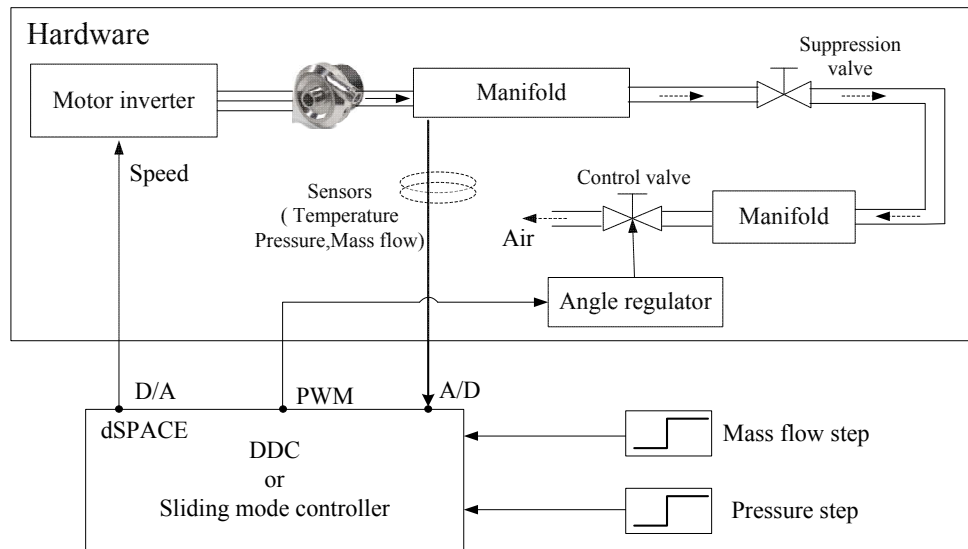 Hardware
Suppression
valve
Motor inverter
Manifold
Speed
Sensors
( Temperature
Pressure,Mass flow)
Control valve
Manifold
Air
Angle regulator
D/A
PWM
A/D
dSPACE
DDC
or
Sliding mode controller
Mass flow step
Pressure step